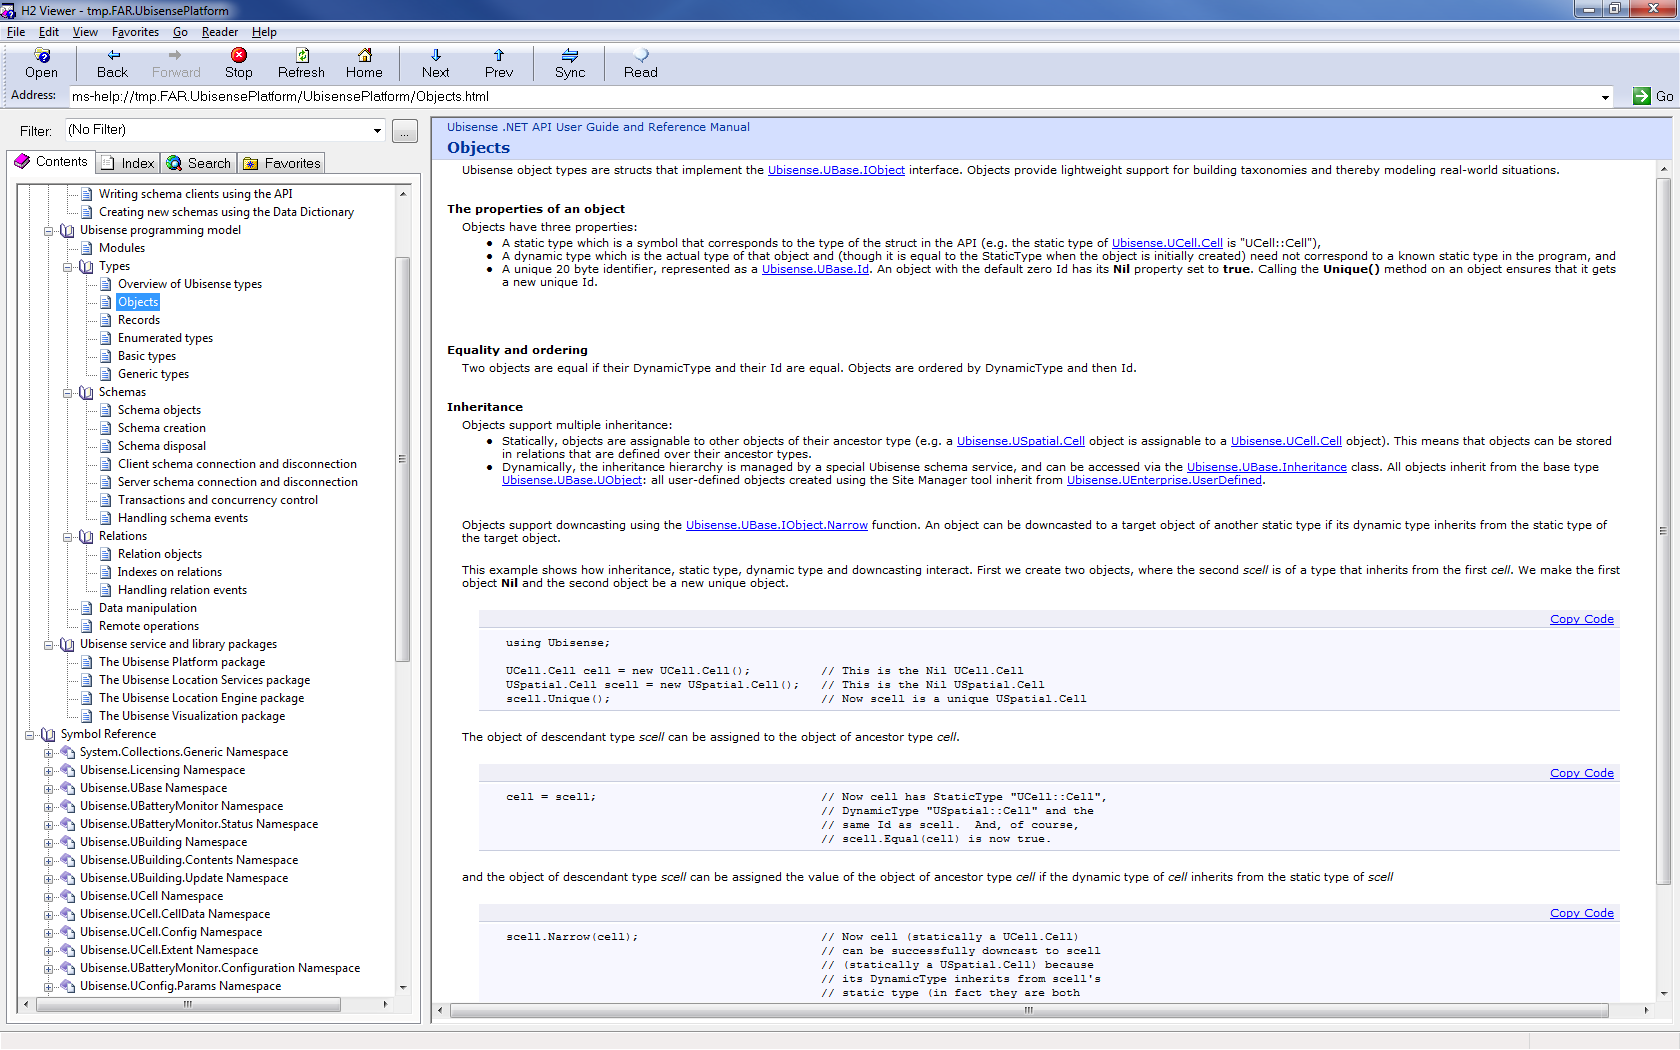 H2 Viewer - tmp.FAR.UbisensePlatform
File Edit View Favorites Go Reader Help
Open Back Forward Stop Refresh Home Next Prev Sync Read
Address: ms-help://tmp.FAR.UbisensePlatform/UbisensePlatform/Objects.html Go
Filter: (No Filter) ...
Contents Index Search Favorites
Writing schema clients using the API
Creating new schemas using the Data Dictionary
Ubisense programming model
Modules
Types
Overview of Ubisense types
Objects
Records
Enumerated types
Basic types
Generic types
Schemas
Schema objects
Schema creation
Schema disposal
Client schema connection and disconnection
Server schema connection and disconnection
Transactions and concurrency control
Handling schema events
Relations
Relation objects
Indexes on relations
Handling relation events
Data manipulation
Remote operations
Ubisense service and library packages
The Ubisense Platform package
The Ubisense Location Services package
The Ubisense Location Engine package
The Ubisense Visualization package
Symbol Reference
System.Collections.Generic Namespace
Ubisense.Licensing Namespace
Ubisense.UBase Namespace
Ubisense.UBatteryMonitor Namespace
Ubisense.UBatteryMonitor.Status Namespace
Ubisense.UBuilding Namespace
Ubisense.UBuilding.Contents Namespace
Ubisense.UBuilding.Update Namespace
Ubisense.UCell Namespace
Ubisense.UCell.CellData Namespace
Ubisense.UCell.Config Namespace
Ubisense.UCell.Extent Namespace
Ubisense.UBatteryMonitor.Configuration Namespace
Ubisense.UConfig.Params Namespace
Ubisense .NET API User Guide and Reference Manual
Objects
Ubisense object types are structs that implement the Ubisense.UBase.IObject interface. Objects provide lightweight support for building taxonomies and thereby modeling real-world situations.
The properties of an object
Objects have three properties:
● A static type which is a symbol that corresponds to the type of the struct in the API (e.g. the static type of Ubisense.UCell.Cell is "UCell::Cell"),
● A dynamic type which is the actual type of that object and (though it is equal to the StaticType when the object is initially created) need not correspond to a known static type in the program, and
● A unique 20 byte identifier, represented as a Ubisense.UBase.Id. An object with the default zero Id has its Nil property set to true. Calling the Unique() method on an object ensures that it gets
a new unique Id.
Equality and ordering
Two objects are equal if their DynamicType and their Id are equal. Objects are ordered by DynamicType and then Id.
Inheritance
Objects support multiple inheritance:
● Statically, objects are assignable to other objects of their ancestor type (e.g. a Ubisense.USpatial.Cell object is assignable to a Ubisense.UCell.Cell object). This means that objects can be stored
in relations that are defined over their ancestor types.
● Dynamically, the inheritance hierarchy is managed by a special Ubisense schema service, and can be accessed via the Ubisense.UBase.Inheritance class. All objects inherit from the base type
Ubisense.UBase.UObject: all user-defined objects created using the Site Manager tool inherit from Ubisense.UEnterprise.UserDefined.
Objects support downcasting using the Ubisense.UBase.IObject.Narrow function. An object can be downcasted to a target object of another static type if its dynamic type inherits from the static type of
the target object.
This example shows how inheritance, static type, dynamic type and downcasting interact. First we create two objects, where the second scell is of a type that inherits from the first cell. We make the first
object Nil and the second object be a new unique object.
Copy Code
using Ubisense;
UCell.Cell cell = new UCell.Cell(); // This is the Nil UCell.Cell
USpatial.Cell scell = new USpatial.Cell(); // This is the Nil USpatial.Cell
scell.Unique(); // Now scell is a unique USpatial.Cell
The object of descendant type scell can be assigned to the object of ancestor type cell.
Copy Code
cell = scell; // Now cell has StaticType "UCell::Cell",
// DynamicType "USpatial::Cell" and the
// same Id as scell. And, of course,
// scell.Equal(cell) is now true.
and the object of descendant type scell can be assigned the value of the object of ancestor type cell if the dynamic type of cell inherits from the static type of scell
Copy Code
scell.Narrow(cell); // Now cell (statically a UCell.Cell)
// can be successfully downcast to scell
// (statically a USpatial.Cell) because
// its DynamicType inherits from scell's
// static type (in fact they are both